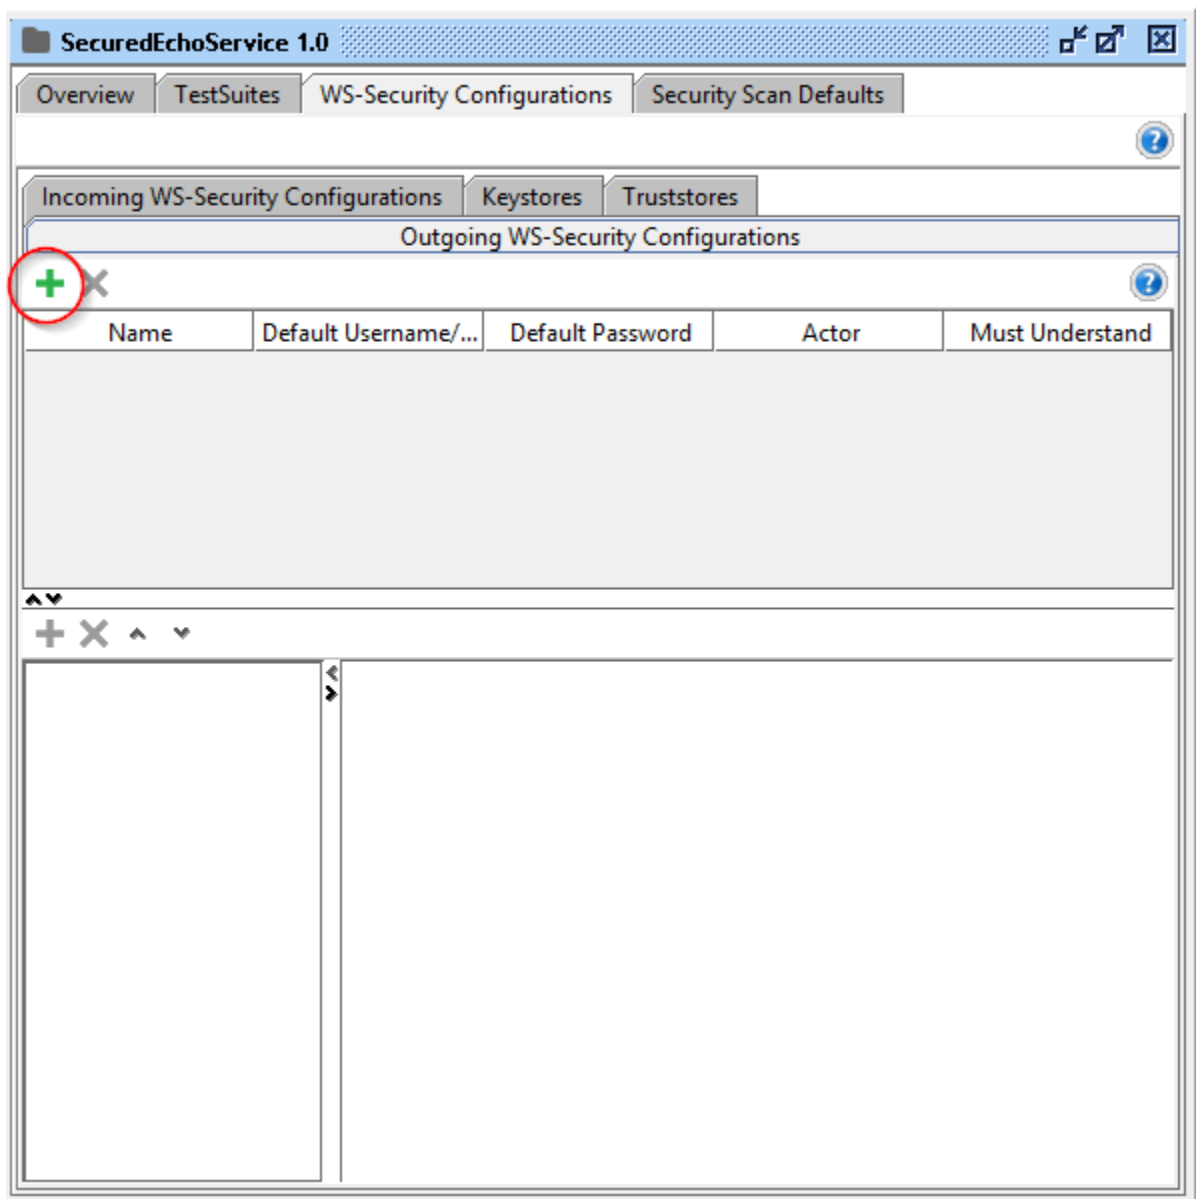 SecuredEchoService 1.0
Overview TestSuites WS-Security Configurations Security Scan Defaults
Incoming WS-Security Configurations Keystores Truststores
Outgoing WS-Security Configurations
Name Default Username/... Default Password Actor Must Understand